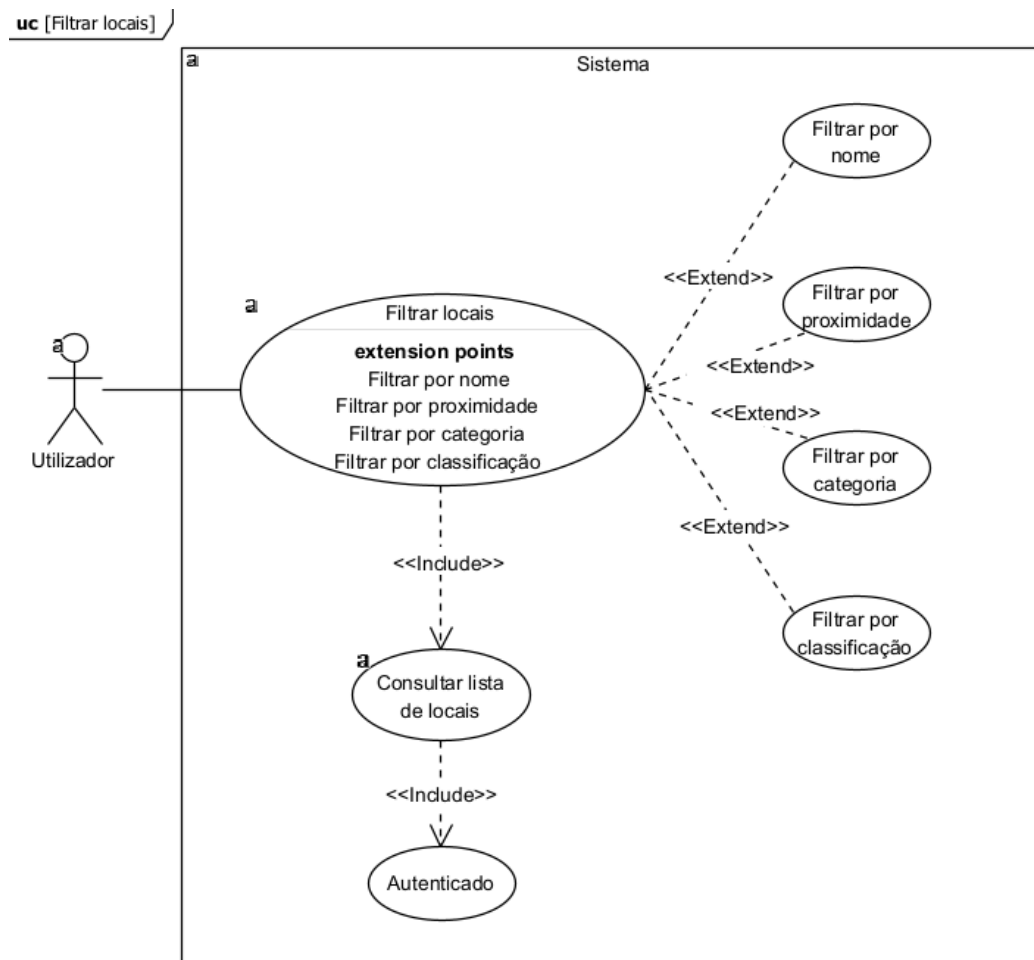 uc [Filtrar locais]
a
Sistema
Filtrar por
nome
<<Extend>>
a
Filtrar locais
extension points
Filtrar por nome
Filtrar por proximidade
Filtrar por categoria
Filtrar por classificação
Filtrar por
proximidade
<<Extend>>
a
Utilizador
<<Extend>>
Filtrar por
categoria
<<Extend>>
<<Include>>
Filtrar por
classificação
a
Consultar lista
de locais
<<Include>>
Autenticado